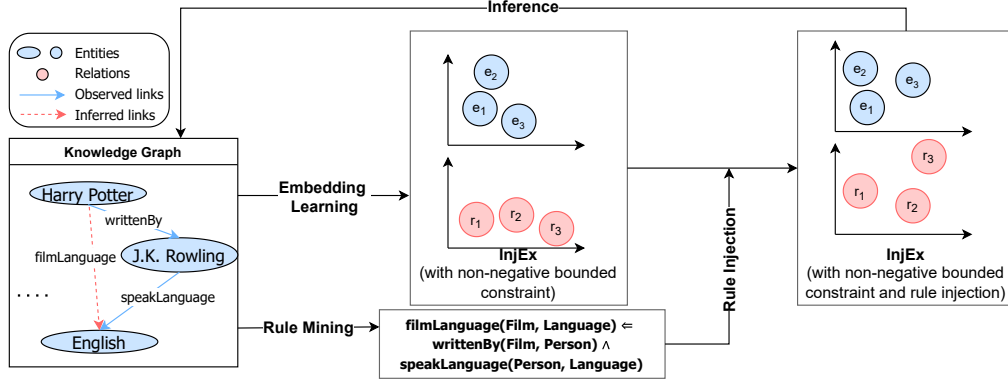 Inference
Entities
Relations
Observed links
Inferred links
Knowledge Graph
Harry Potter
writtenBy
J.K. Rowling
filmLanguage
speakLanguage
. . . .
English
Embedding
Learning
Rule Mining
e2
e1
e3
r1
r2
r3
InjEx
(with non-negative bounded
constraint)
filmLanguage(Film, Language) ⇐
writtenBy(Film, Person) ∧
speakLanguage(Person, Language)
Rule Injection
e2
e3
e1
r3
r1
r2
InjEx
(with non-negative bounded
constraint and rule injection)